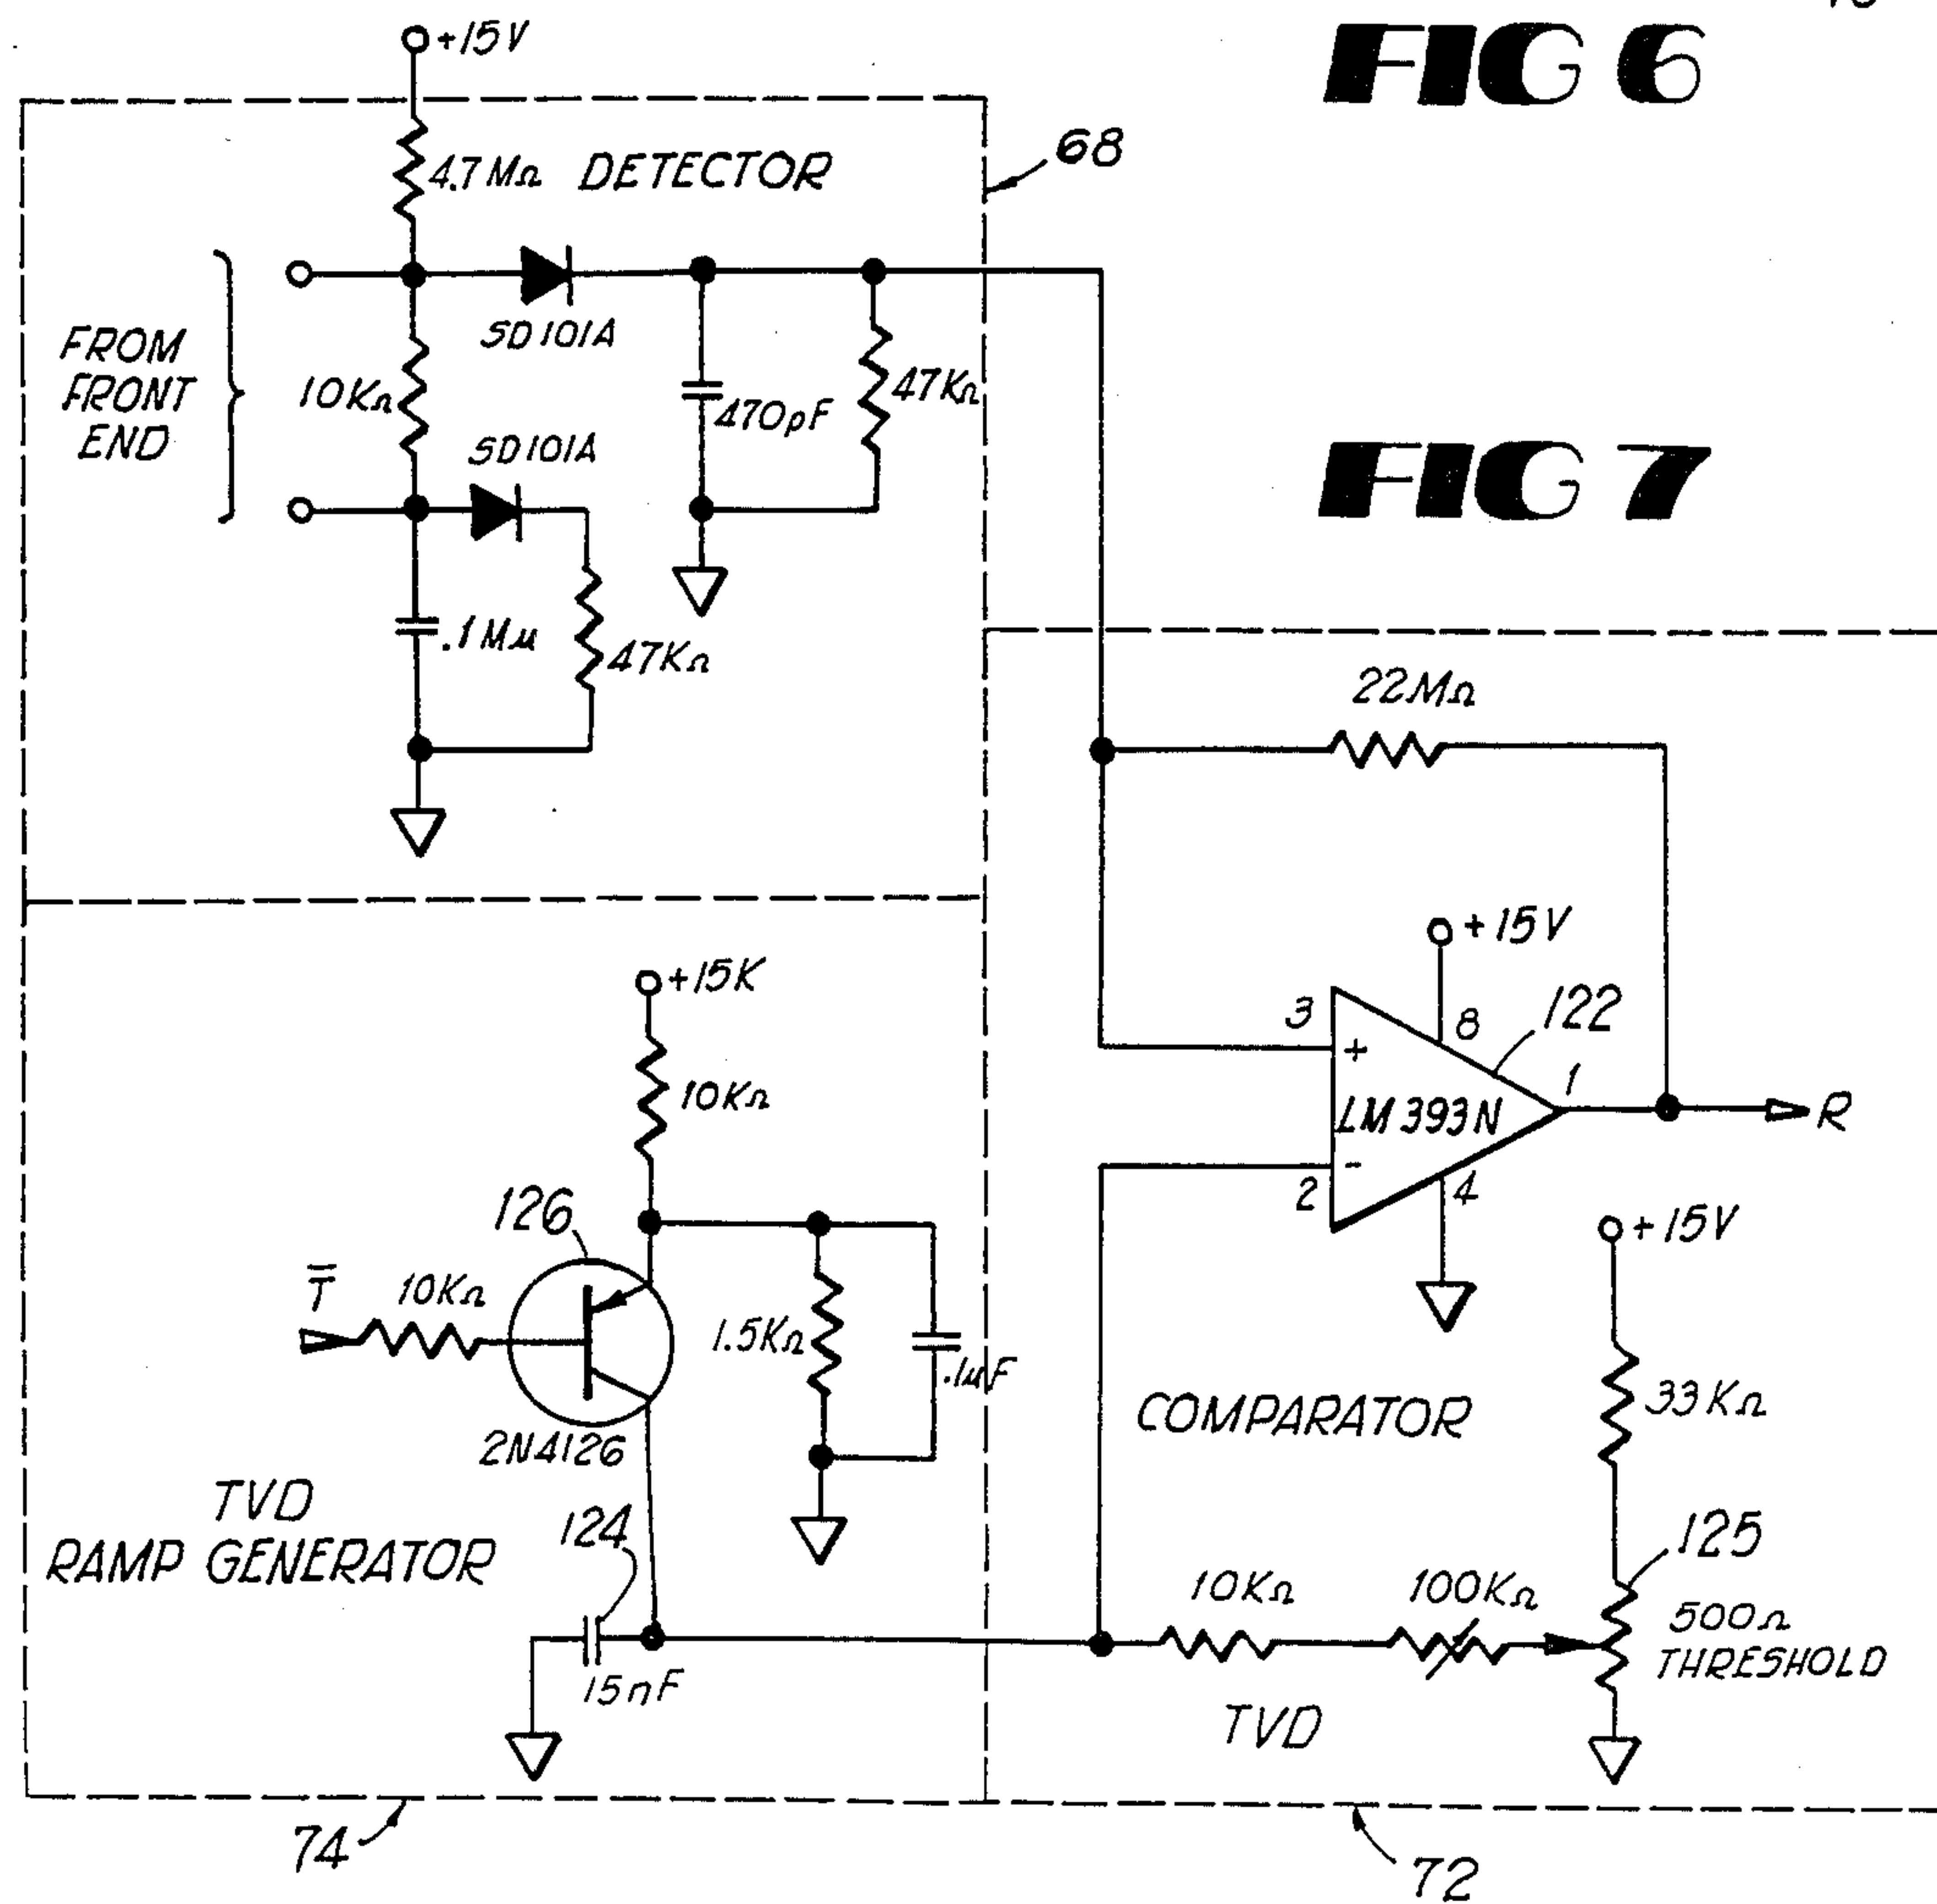 FIG 6
+15V
4.7MΩ
DETECTOR
68
SD101A
FROM
FRONT
END
10KΩ
470pF
47KΩ
SD101A
FIG 7
.1Mμ
47KΩ
22MΩ
+15V
+15K
3
8
122
+
1
10KΩ
LM393N
R
-
2
4
126
+15V
T̅
10KΩ
1.5KΩ
.1μF
33KΩ
COMPARATOR
2N4126
TVD
RAMP GENERATOR
124
125
10KΩ
100KΩ
500Ω
THRESHOLD
15nF
TVD
74
72